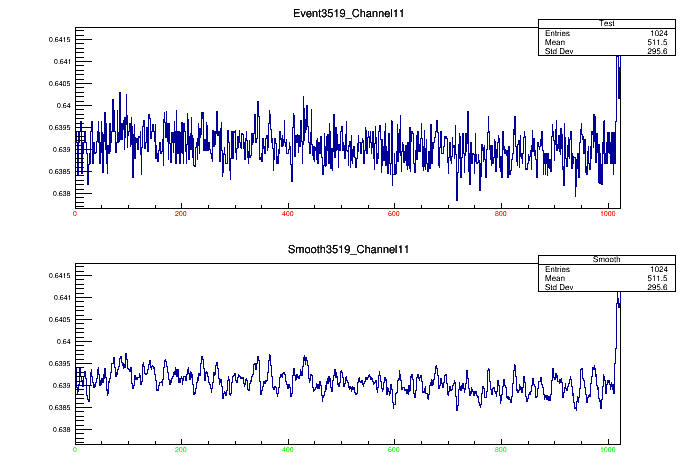 Event3519_Channel11
Test
Entries 1024
Mean 511.5
Std Dev 295.6
0.6415
0.641
0.6405
0.64
0.6395
0.639
0.6385
0.638
0 200 400 600 800 1000
Smooth3519_Channel11
Smooth
Entries 1024
Mean 511.5
Std Dev 295.6
0.6415
0.641
0.6405
0.64
0.6395
0.639
0.6385
0.638
0 200 400 600 800 1000